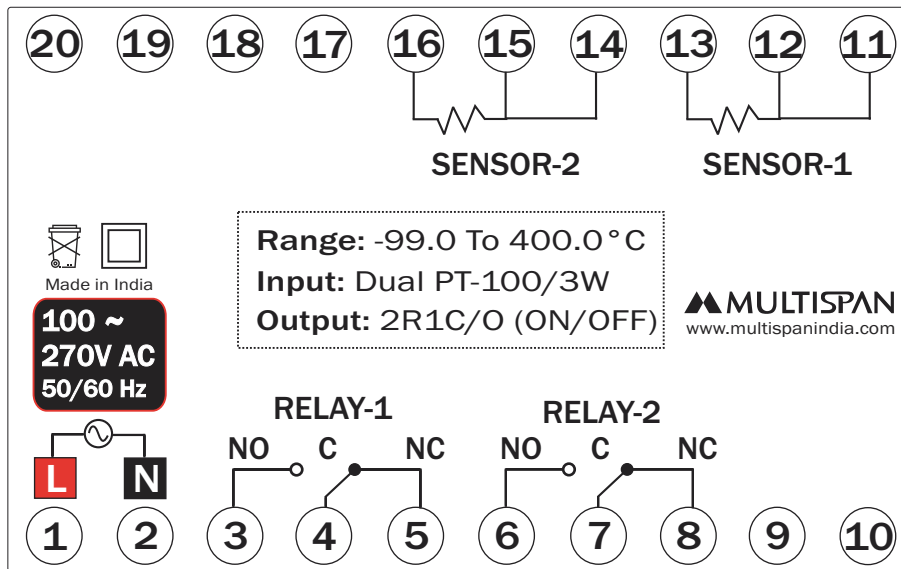 20 19 18 17 16 15 14 13 12 11
SENSOR-2 SENSOR-1
Range: -99.0 To 400.0°C
Input: Dual PT-100/3W
Output: 2R1C/O (ON/OFF)
Made in India
100 ~
270V AC
50/60 Hz
MULTISPAN
www.multispanindia.com
RELAY-1 RELAY-2
NO C NC NO C NC
L N
1 2 3 4 5 6 7 8 9 10